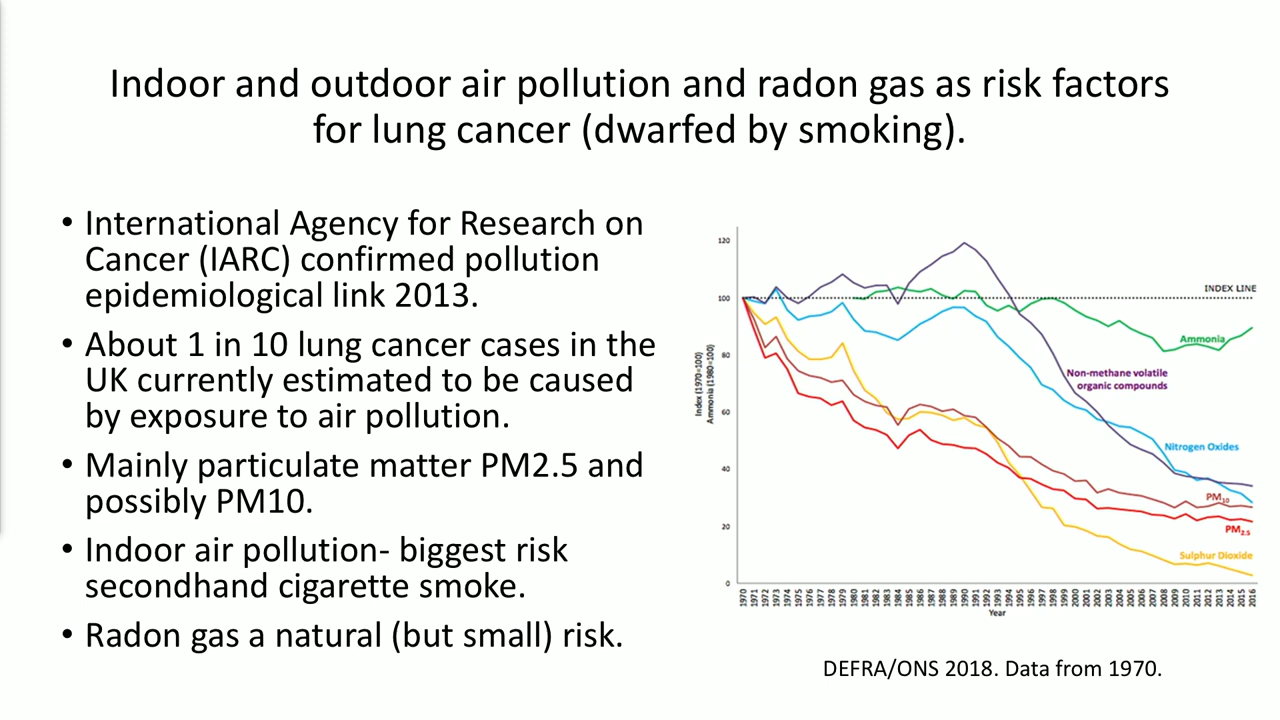 Indoor and outdoor air pollution and radon gas as risk factors
for lung cancer (dwarfed by smoking).
• International Agency for Research on
Cancer (IARC) confirmed pollution
epidemiological link 2013.
• About 1 in 10 lung cancer cases in the
UK currently estimated to be caused
by exposure to air pollution.
• Mainly particulate matter PM2.5 and
possibly PM10.
• Indoor air pollution- biggest risk
secondhand cigarette smoke.
• Radon gas a natural (but small) risk.
Index (1970=100)
Ammonia (1980=100)
120
100
80
60
40
20
0
INDEX LINE
Ammonia
Non-methane volatile
organic compounds
Nitrogen Oxides
PM10
PM2.5
Sulphur Dioxide
1970 1971 1972 1973 1974 1975 1976 1977 1978 1979 1980 1981 1982 1983 1984 1985 1986 1987 1988 1989 1990 1991 1992 1993 1994 1995 1996 1997 1998 1999 2000 2001 2002 2003 2004 2005 2006 2007 2008 2009 2010 2011 2012 2013 2014 2015 2016
Year
DEFRA/ONS 2018. Data from 1970.